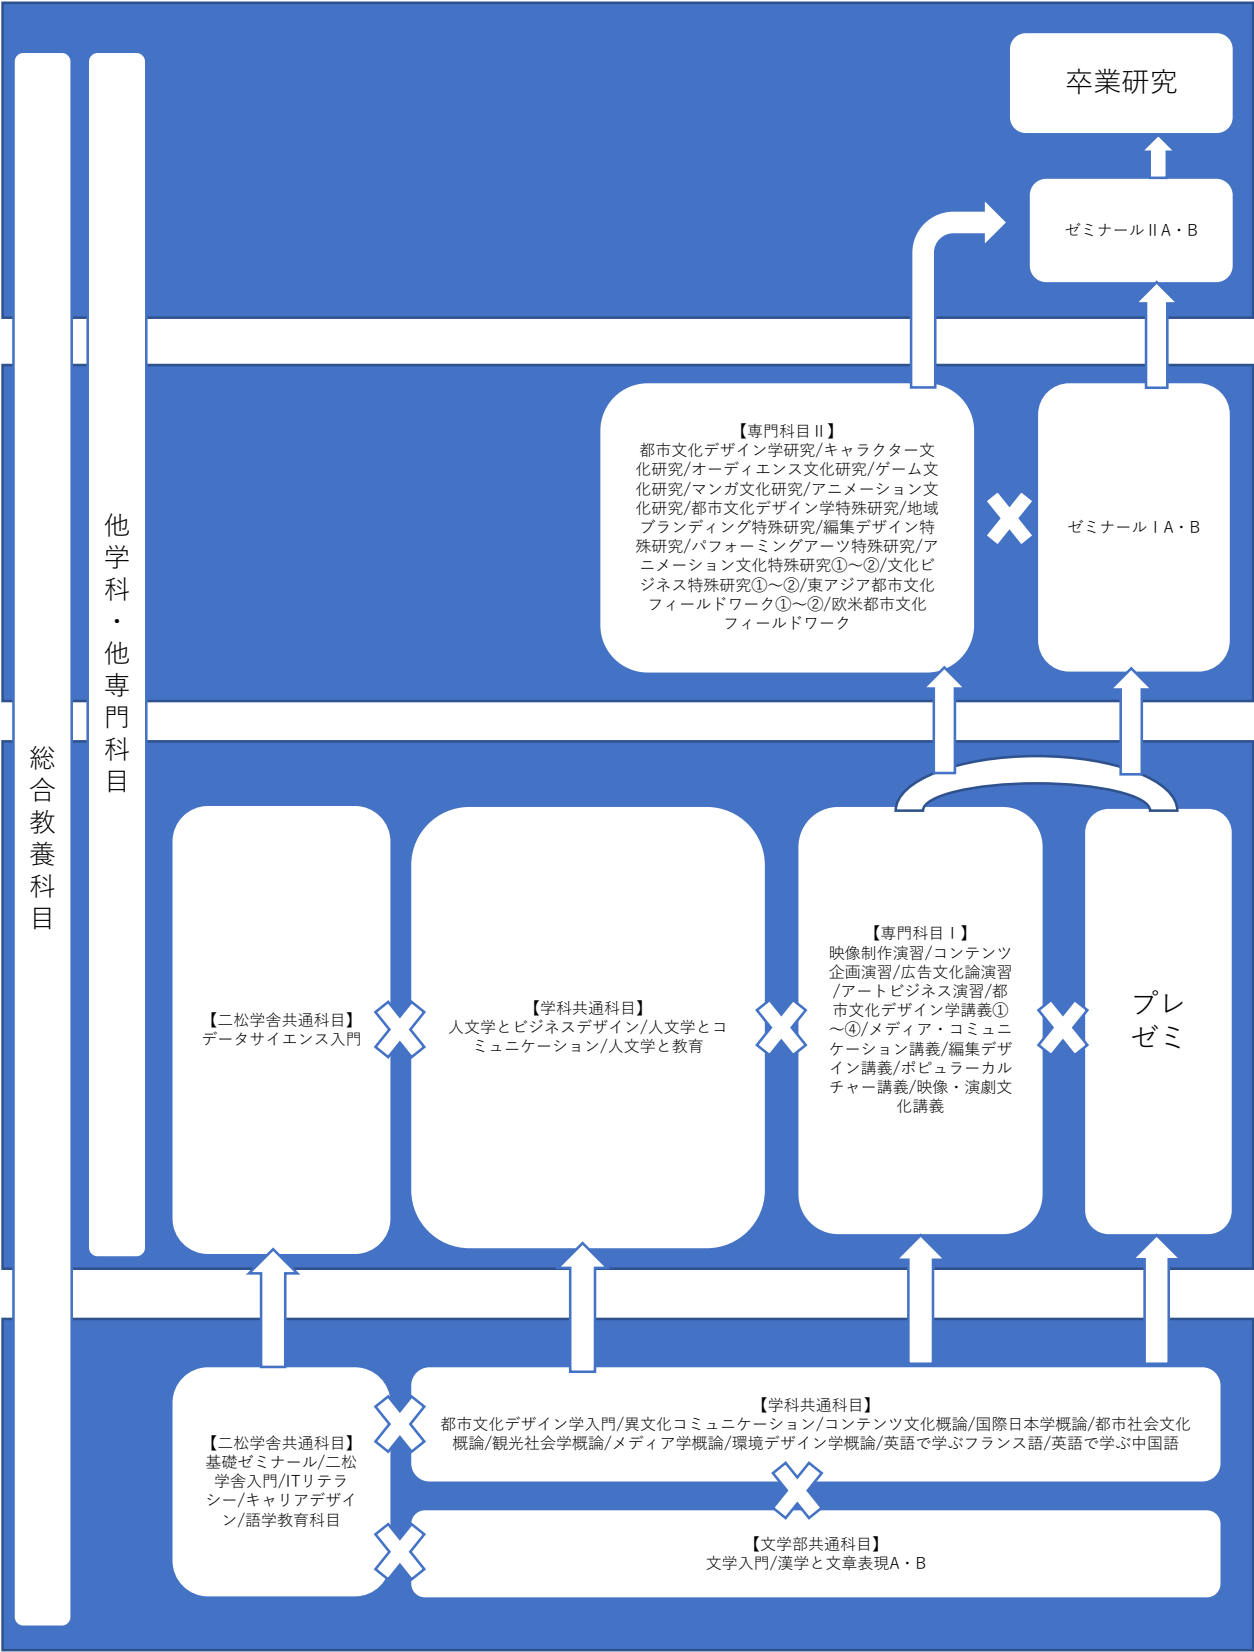 卒業研究
ゼミナールⅡA・B
【専門科目Ⅱ】
都市文化デザイン学研究/キャラクター文
化研究/オーディエンス文化研究/ゲーム文
化研究/マンガ文化研究/アニメーション文
化研究/都市文化デザイン学特殊研究/地域
ブランディング特殊研究/編集デザイン特
殊研究/パフォーミングアーツ特殊研究/ア
ニメーション文化特殊研究①～②/文化ビ
ジネス特殊研究①～②/東アジア都市文化
フィールドワーク①～②/欧米都市文化
フィールドワーク
ゼミナールⅠA・B
他学科・他専門科目
総合教養科目
【二松学舎共通科目】
データサイエンス入門
【学科共通科目】
人文学とビジネスデザイン/人文学とコ
ミュニケーション/人文学と教育
【専門科目Ⅰ】
映像制作演習/コンテンツ
企画演習/広告文化論演習
/アートビジネス演習/都
市文化デザイン学講義①
～④/メディア・コミュニ
ケーション講義/編集デザ
イン講義/ポピュラーカル
チャー講義/映像・演劇文
化講義
プレ
ゼミ
【二松学舎共通科目】
基礎ゼミナール/二松
学舎入門/ITリテラ
シー/キャリアデザイ
ン/語学教育科目
【学科共通科目】
都市文化デザイン学入門/異文化コミュニケーション/コンテンツ文化概論/国際日本学概論/都市社会文化
概論/観光社会学概論/メディア学概論/環境デザイン学概論/英語で学ぶフランス語/英語で学ぶ中国語
【文学部共通科目】
文学入門/漢学と文章表現A・B